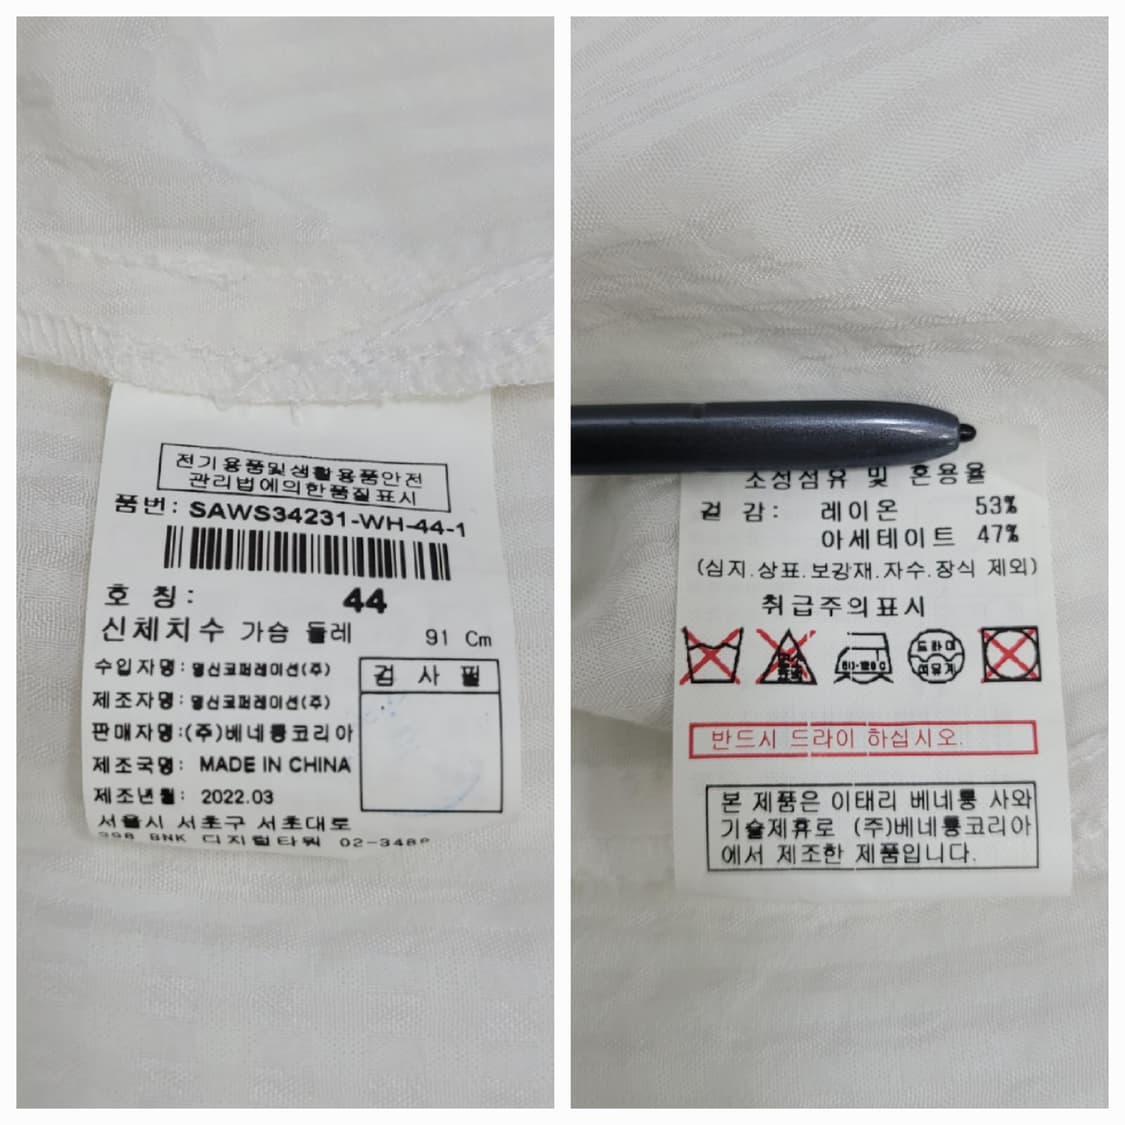 전기용품및생활용품안전
관리법에의한품질표시
품번: SAWS34231-WH-44-1
호 칭: 44
신체치수 가슴 둘레 91 Cm
수입자명: 명신코퍼레이션(주)
제조자명: 명신코퍼레이션(주)
판매자명:(주)베네통코리아
제조국명: MADE IN CHINA
제조년월: 2022.03
검 사 필
서울시 서초구 서초대로
398 BNK 디지털타워 02-348
조성섬유 및 혼용율
겉 감: 레이온 53%
아세테이트 47%
(심지.상표.보강재.자수.장식 제외)
취급주의표시
드라이
석유계
반드시 드라이 하십시오.
본 제품은 이태리 베네통 사와
기술제휴로 (주)베네통코리아
에서 제조한 제품입니다.